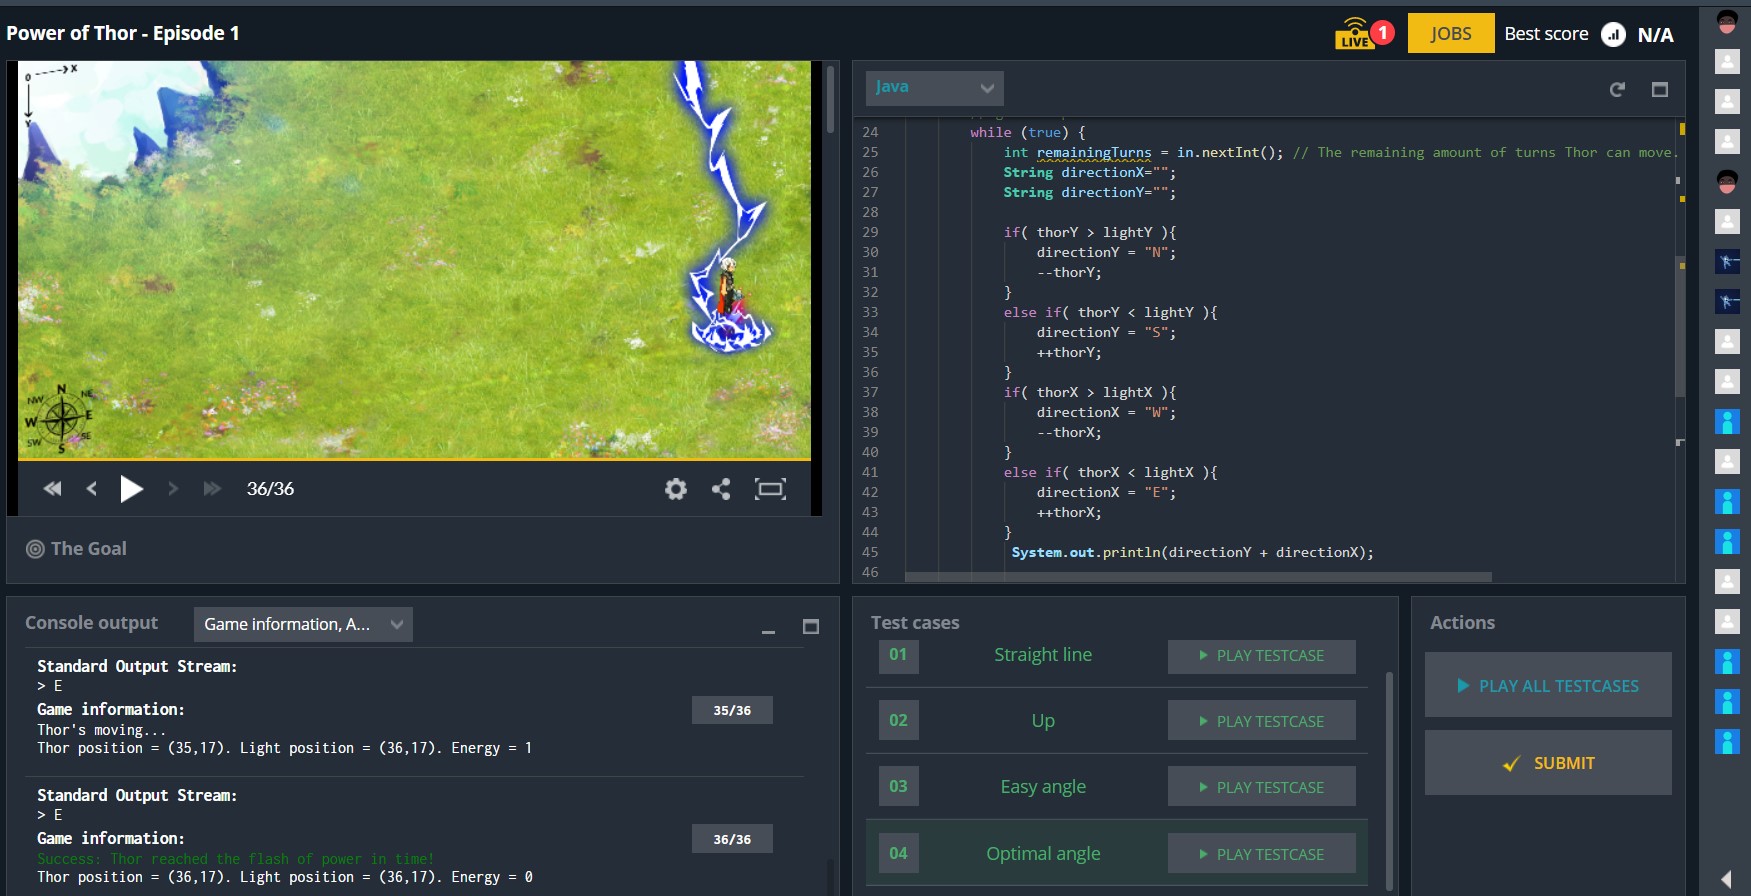 Power of Thor - Episode 1
LIVE 1
JOBS
Best score
N/A
0 X
Y
N
NW NE
W E
SW SE
S
36/36
The Goal
Java
24 while (true) {
25 int remainingTurns = in.nextInt(); // The remaining amount of turns Thor can move.
26 String directionX="";
27 String directionY="";
28
29 if( thorY > lightY ){
30 directionY = "N";
31 --thorY;
32 }
33 else if( thorY < lightY ){
34 directionY = "S";
35 ++thorY;
36 }
37 if( thorX > lightX ){
38 directionX = "W";
39 --thorX;
40 }
41 else if( thorX < lightX ){
42 directionX = "E";
43 ++thorX;
44 }
45 System.out.println(directionY + directionX);
46
Console output
Game information, A...
Standard Output Stream:
> E
Game information:
35/36
Thor's moving...
Thor position = (35,17). Light position = (36,17). Energy = 1
Standard Output Stream:
> E
Game information:
36/36
Success: Thor reached the flash of power in time!
Thor position = (36,17). Light position = (36,17). Energy = 0
Test cases
01 Straight line PLAY TESTCASE
02 Up PLAY TESTCASE
03 Easy angle PLAY TESTCASE
04 Optimal angle PLAY TESTCASE
Actions
PLAY ALL TESTCASES
SUBMIT